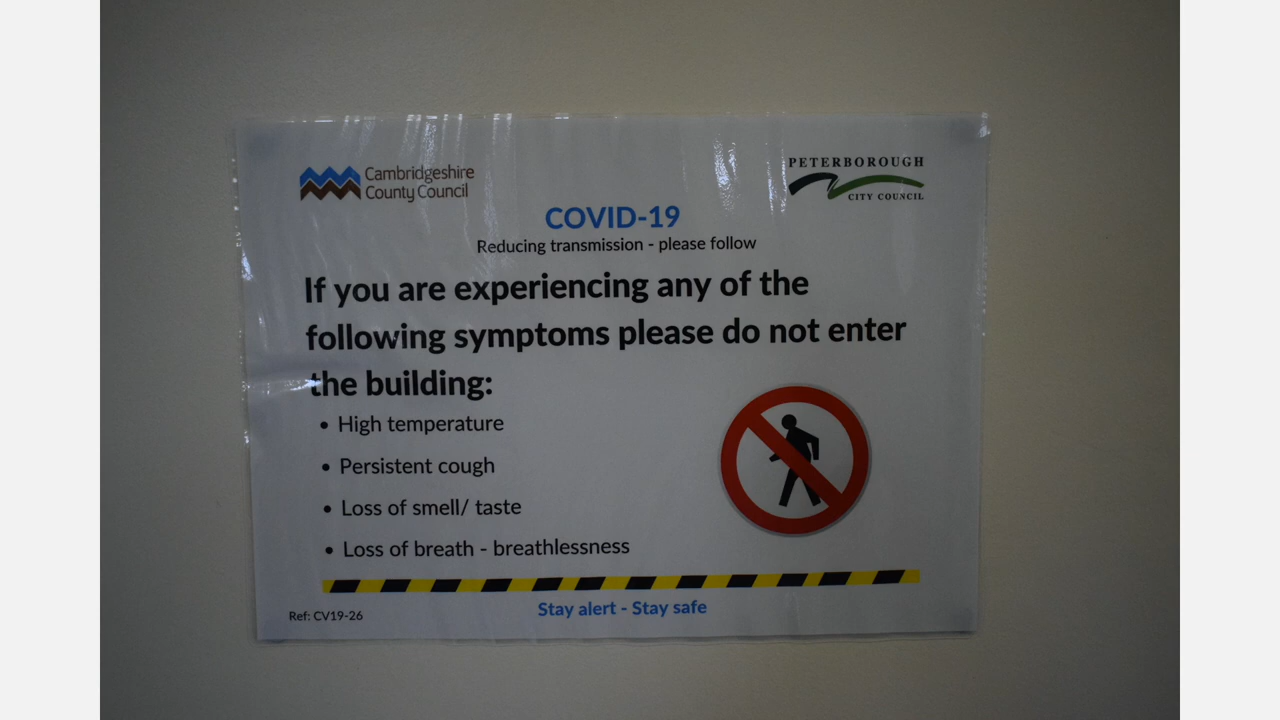 Cambridgeshire
County Council
PETERBOROUGH
CITY COUNCIL
COVID-19
Reducing transmission - please follow
If you are experiencing any of the
following symptoms please do not enter
the building:
• High temperature
• Persistent cough
• Loss of smell/ taste
• Loss of breath - breathlessness
Ref: CV19-26
Stay alert - Stay safe